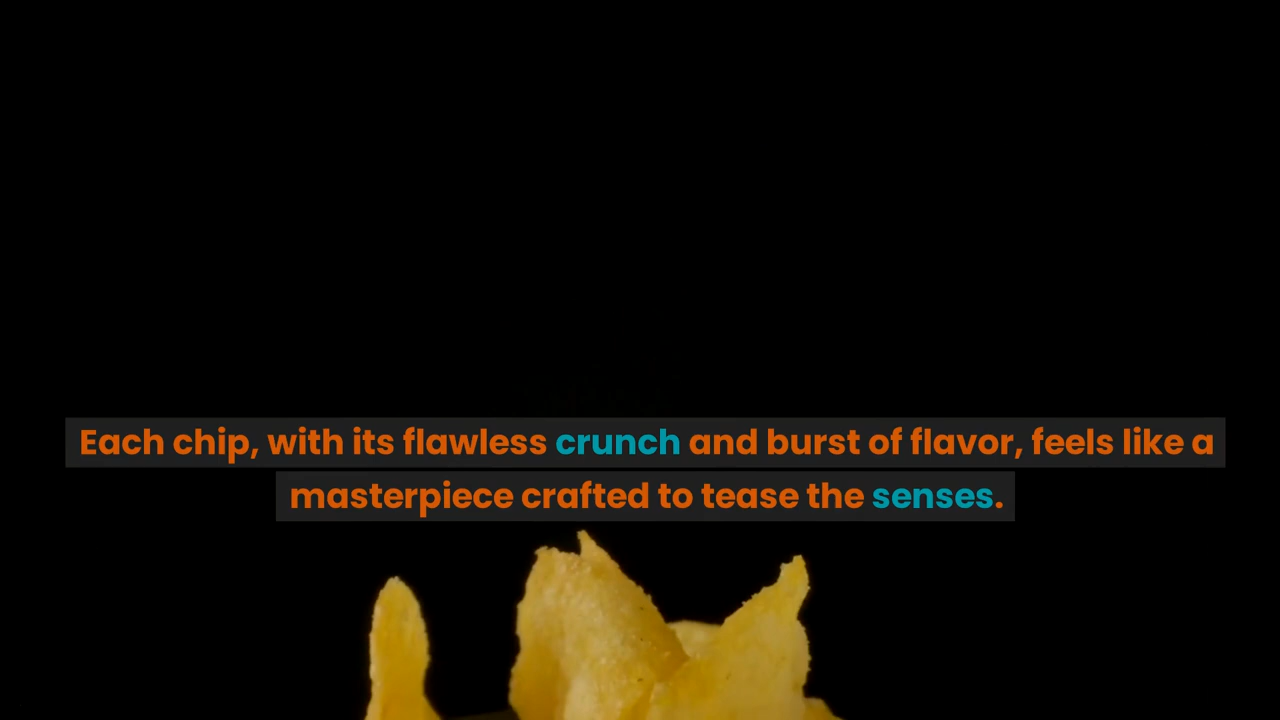 Each chip, with its flawless crunch and burst of flavor, feels like a
masterpiece crafted to tease the senses.